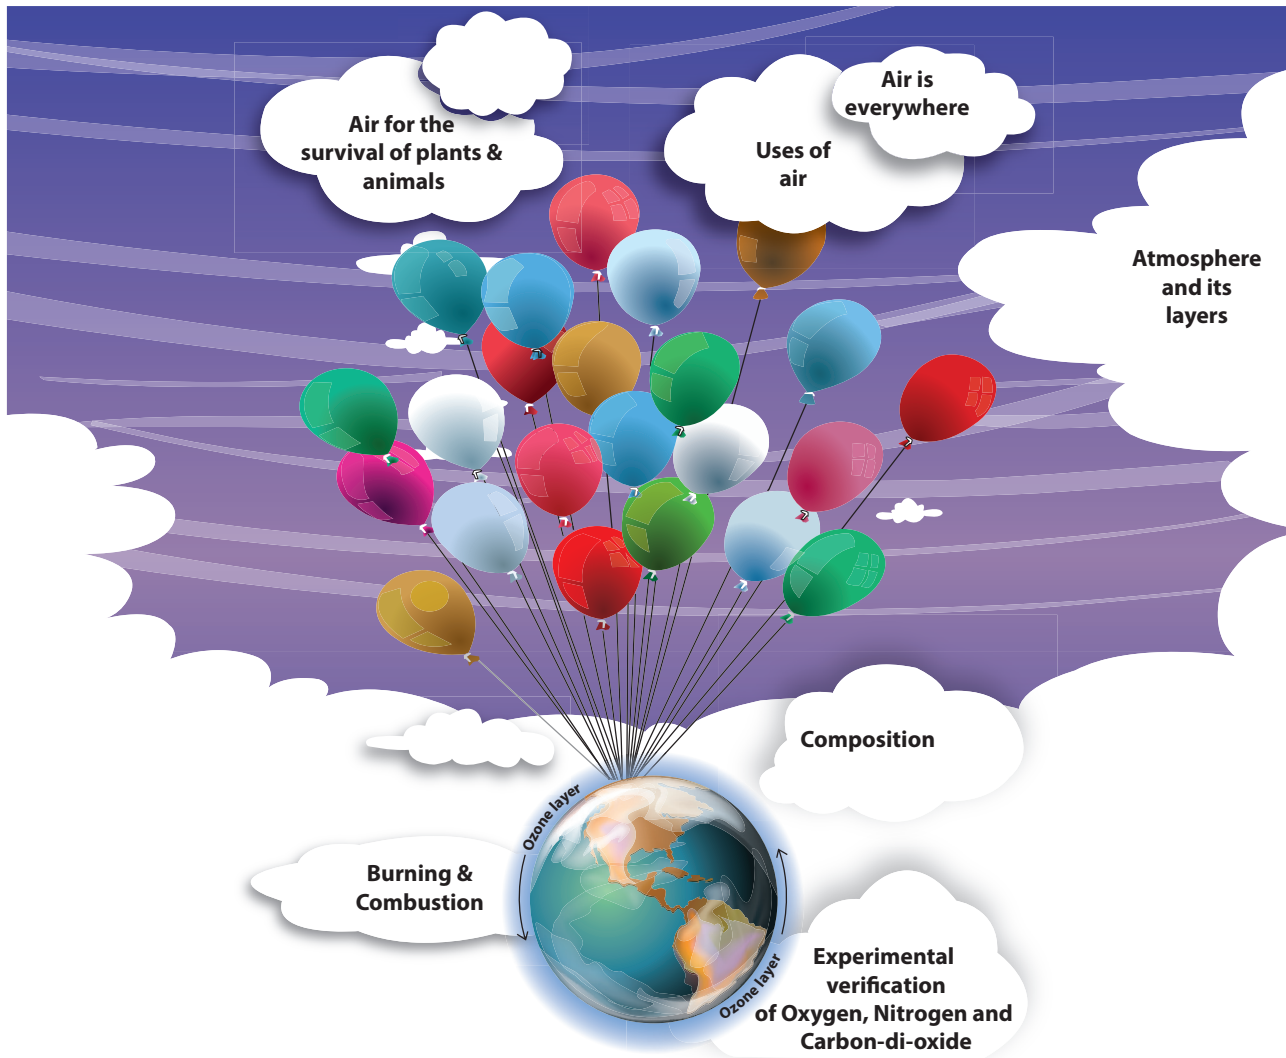 Air is
everywhere
Air for the
survival of plants &
animals
Uses of
air
Atmosphere
and its
layers
Composition
Ozone layer
Burning &
Combustion
Ozone layer
Experimental
verification
of Oxygen, Nitrogen and
Carbon-di-oxide